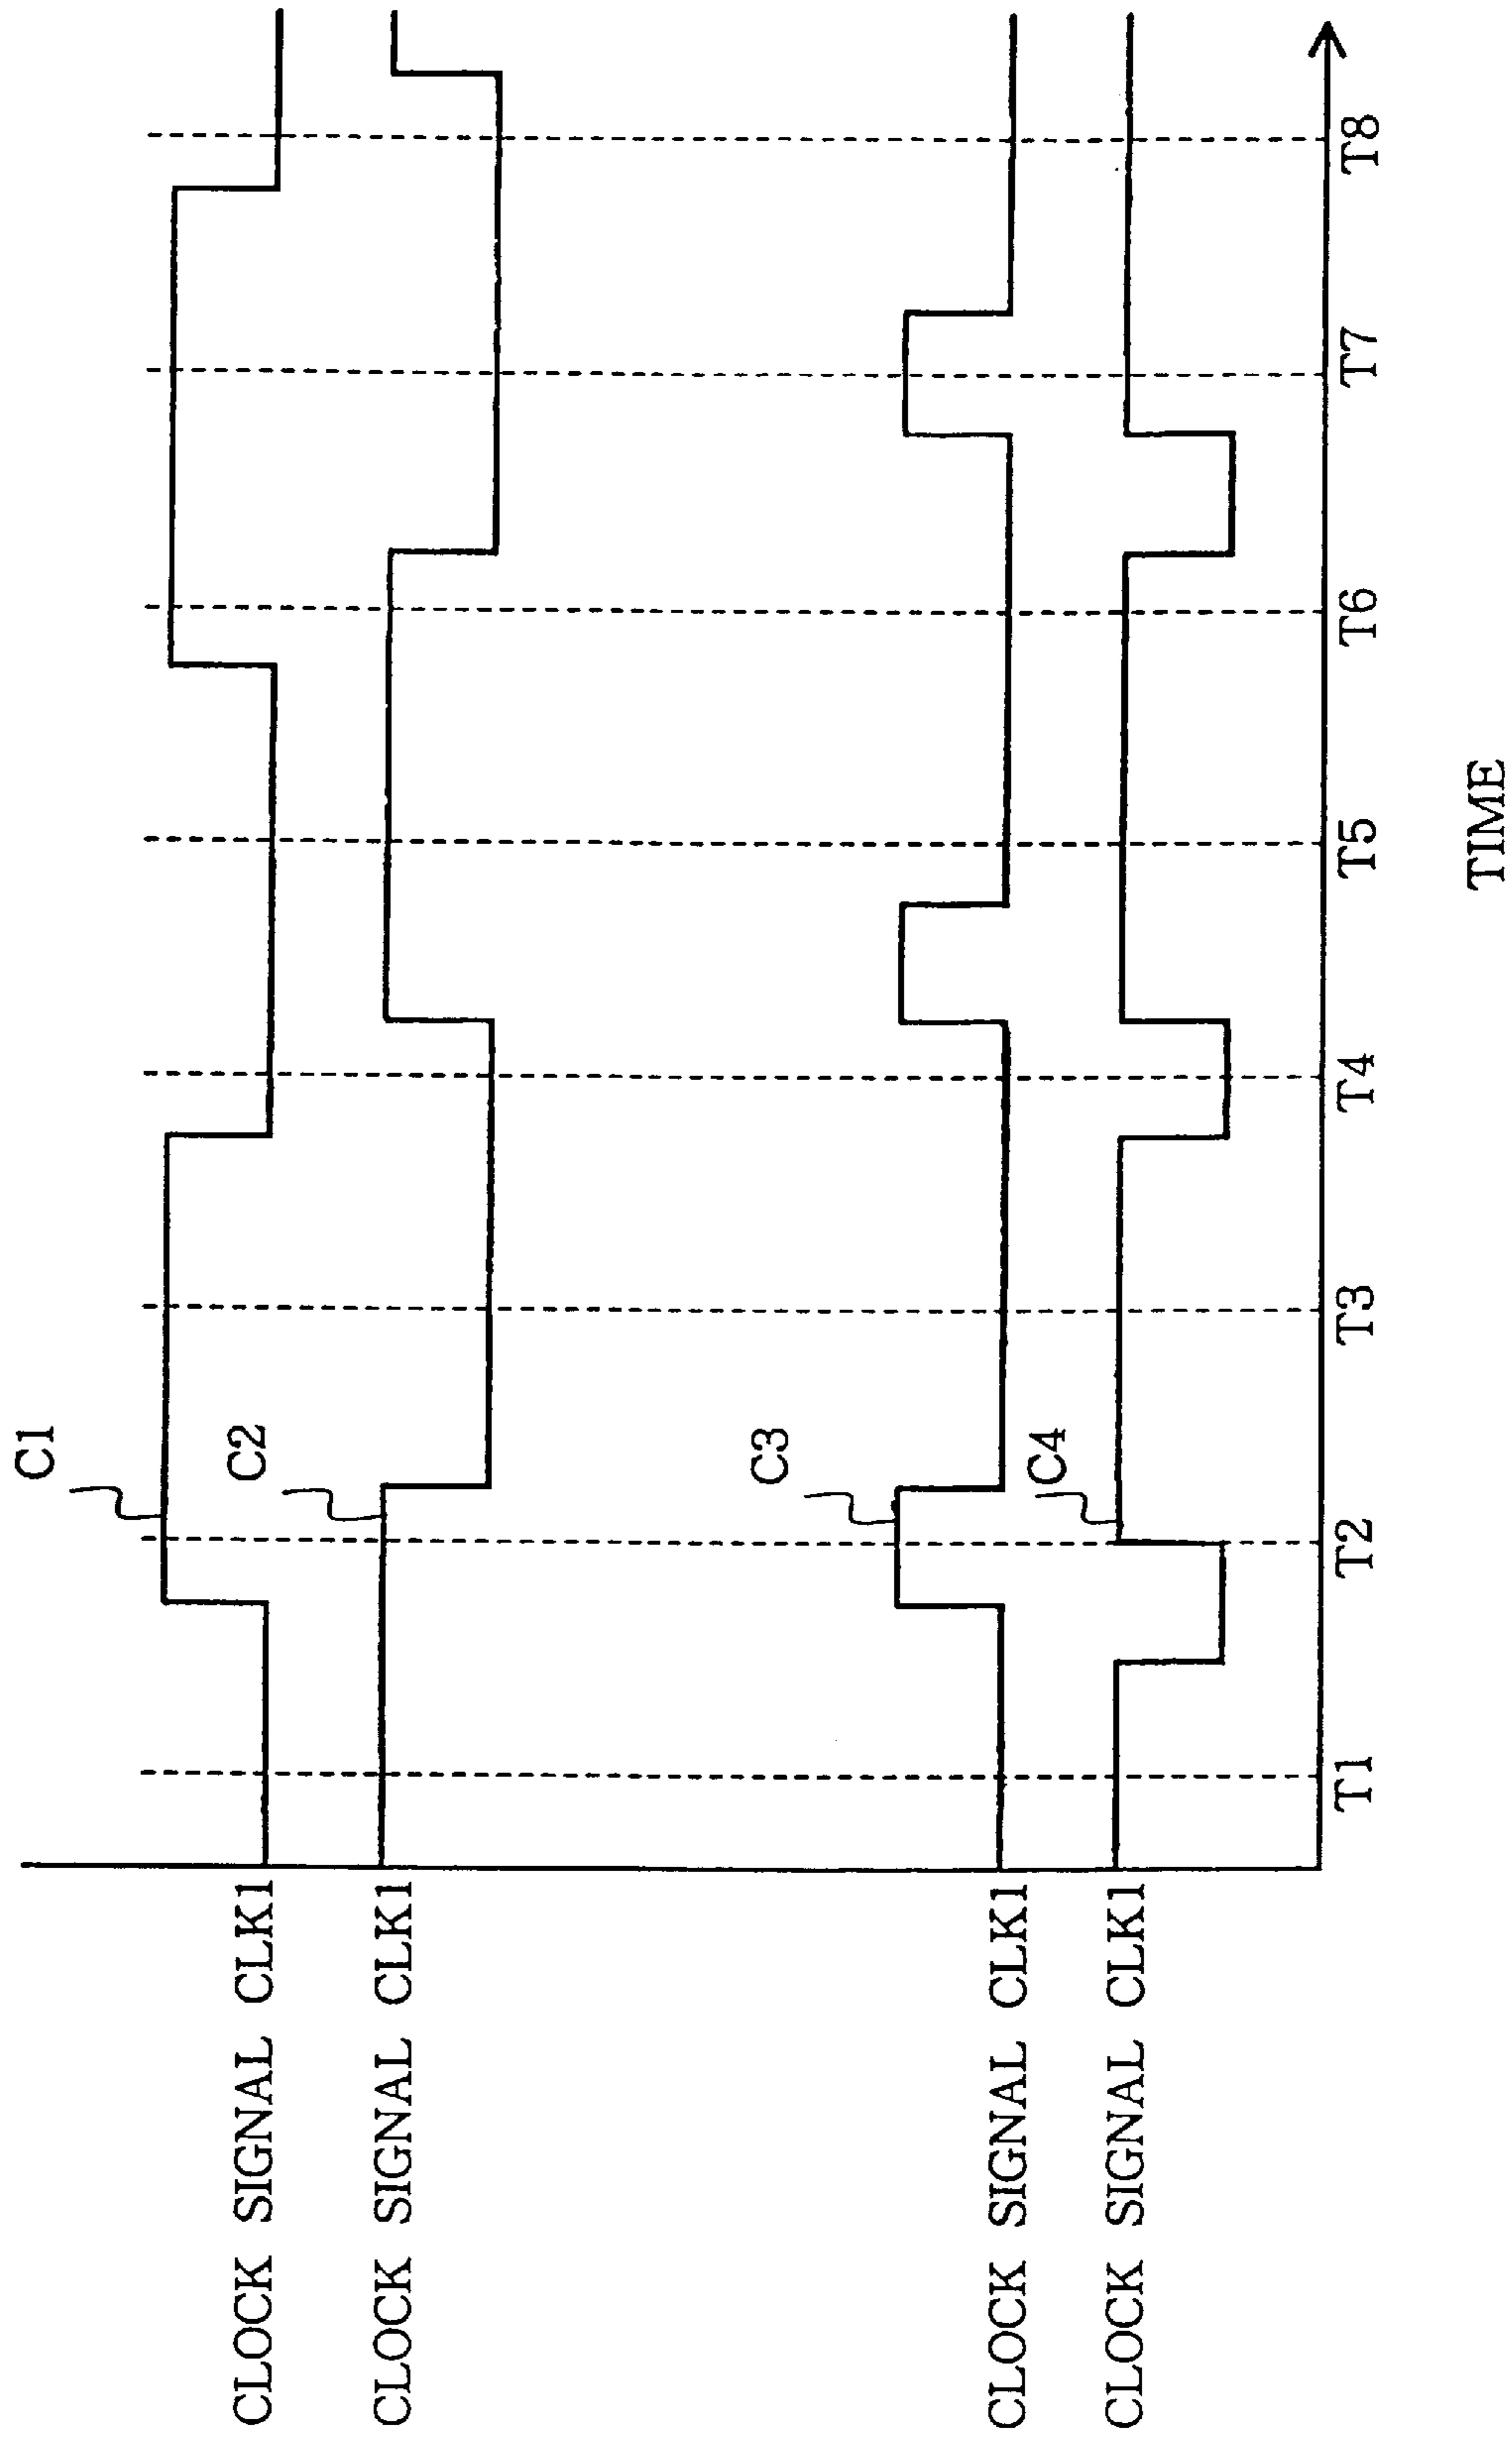 C1
CLOCK SIGNAL CLK1
C2
CLOCK SIGNAL CLK1
C3
CLOCK SIGNAL CLK1
C4
CLOCK SIGNAL CLK1
T1 T2 T3 T4 T5 T6 T7 T8
TIME